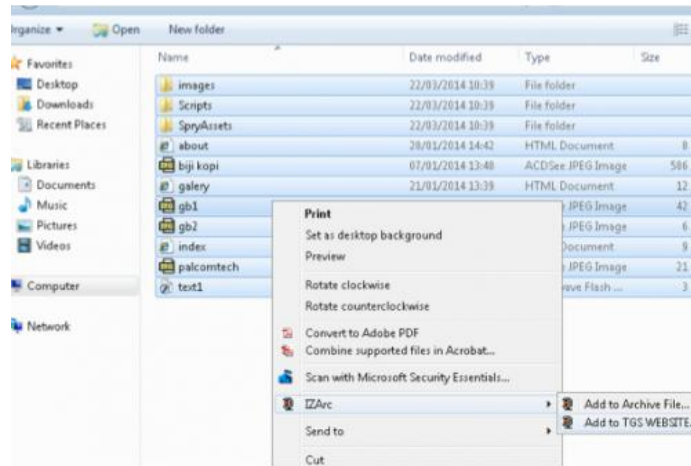 Organize Open New folder
Name Date modified Type Size
Favorites
Desktop
Downloads
Recent Places
Libraries
Documents
Music
Pictures
Videos
Computer
Network
images 22/03/2014 10:39 File folder
Scripts 22/03/2014 10:39 File folder
SpryAssets 22/03/2014 10:39 File folder
about 28/01/2014 14:42 HTML Document 8
biji kopi 07/01/2014 13:48 ACDSee JPEG Image 586
galery 21/01/2014 13:39 HTML Document 12
gb1 JPEG Image 42
gb2 JPEG Image 6
index Document 9
palcomtech JPEG Image 21
text1 wave Flash ... 3
Print
Set as desktop background
Preview
Rotate clockwise
Rotate counterclockwise
Convert to Adobe PDF
Combine supported files in Acrobat...
Scan with Microsoft Security Essentials...
IZArc
Send to
Cut
Add to Archive File...
Add to TGS WEBSITE